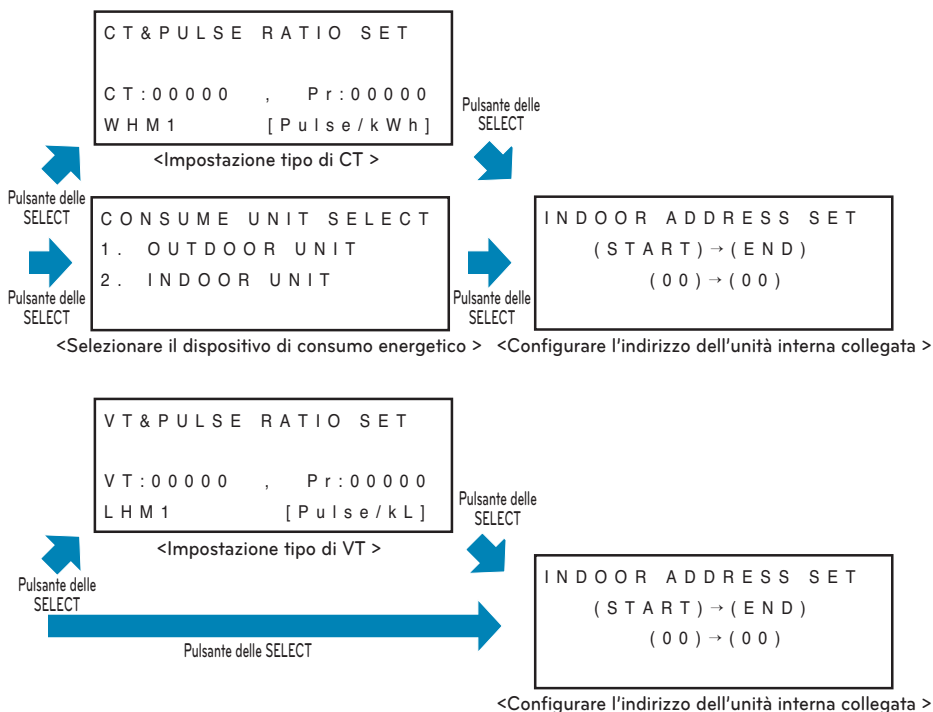 CT&PULSE RATIO SET
CT:00000 , Pr:00000
WHM1 [Pulse/kWh]
<Impostazione tipo di CT >
Pulsante delle
SELECT
Pulsante delle
SELECT
CONSUME UNIT SELECT
1. OUTDOOR UNIT
2. INDOOR UNIT
Pulsante delle
SELECT
<Selezionare il dispositivo di consumo energetico >
Pulsante delle
SELECT
INDOOR ADDRESS SET
(START)→(END)
(00)→(00)
<Configurare l'indirizzo dell'unità interna collegata >
VT&PULSE RATIO SET
VT:00000 , Pr:00000
LHM1 [Pulse/kL]
<Impostazione tipo di VT >
Pulsante delle
SELECT
Pulsante delle
SELECT
Pulsante delle SELECT
INDOOR ADDRESS SET
(START)→(END)
(00)→(00)
<Configurare l'indirizzo dell'unità interna collegata >